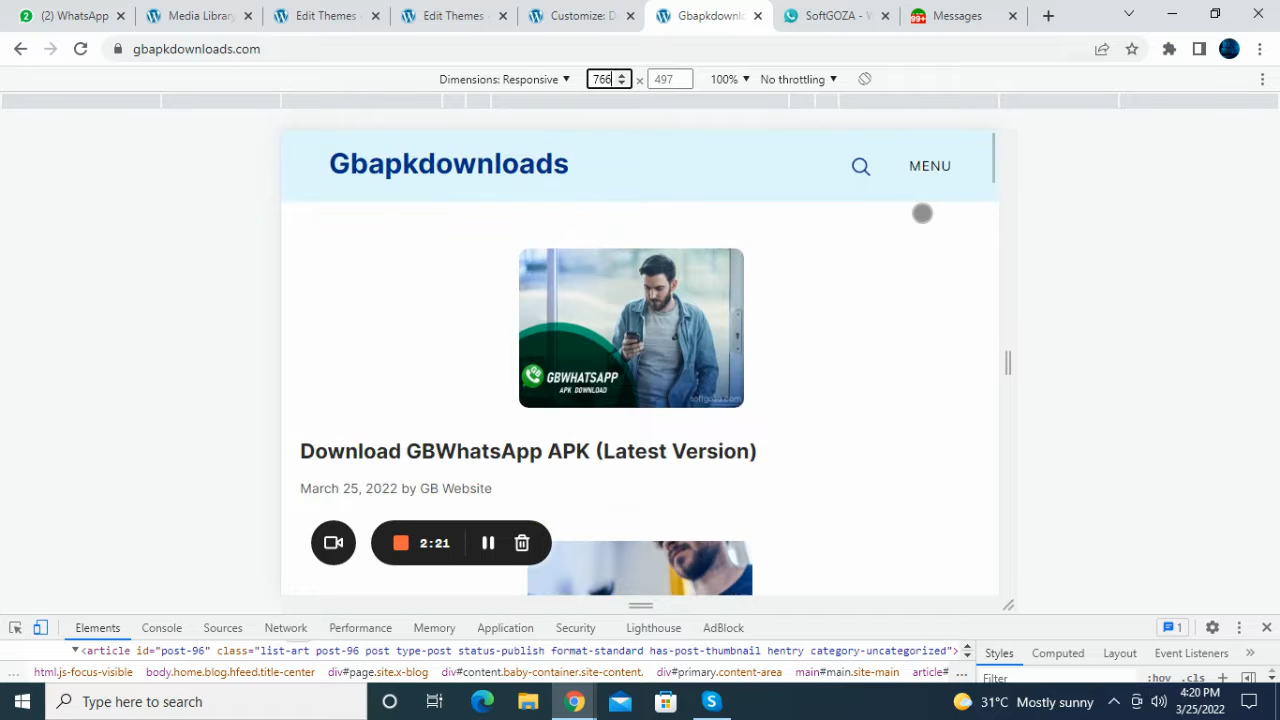 (2) WhatsApp
Media Library
Edit Themes
Edit Theme
Customize: D
Gbapkdownlo
SoftGOZA - W
99+
Messages
gbapkdownloads.com
Dimensions: Responsive
766 × 497
100%
No throttling
Gbapkdownloads
MENU
GB
GBWHATSAPP
APK DOWNLOAD
softgoza.com
Download GBWhatsApp APK (Latest Version)
March 25, 2022 by GB Website
2:21
Elements
Console
Sources
Network
Performance
Memory
Application
Security
Lighthouse
AdBlock
1
<article id="post-96" class="list-art post-96 post type-post status-publish format-standard has-post-thumbnail hentry category-uncategorized">
Styles
Computed
Layout
Event Listeners
html.js-focus-visible
body.home.blog.hfeed.title-center
div#page.site.x-blog
div#content.baby-container.site-content.
div#primary.content-area
main#main.site-main
article#
...
Filter
:hov
.cls
Type here to search
31°C Mostly sunny
4:20 PM
3/25/2022